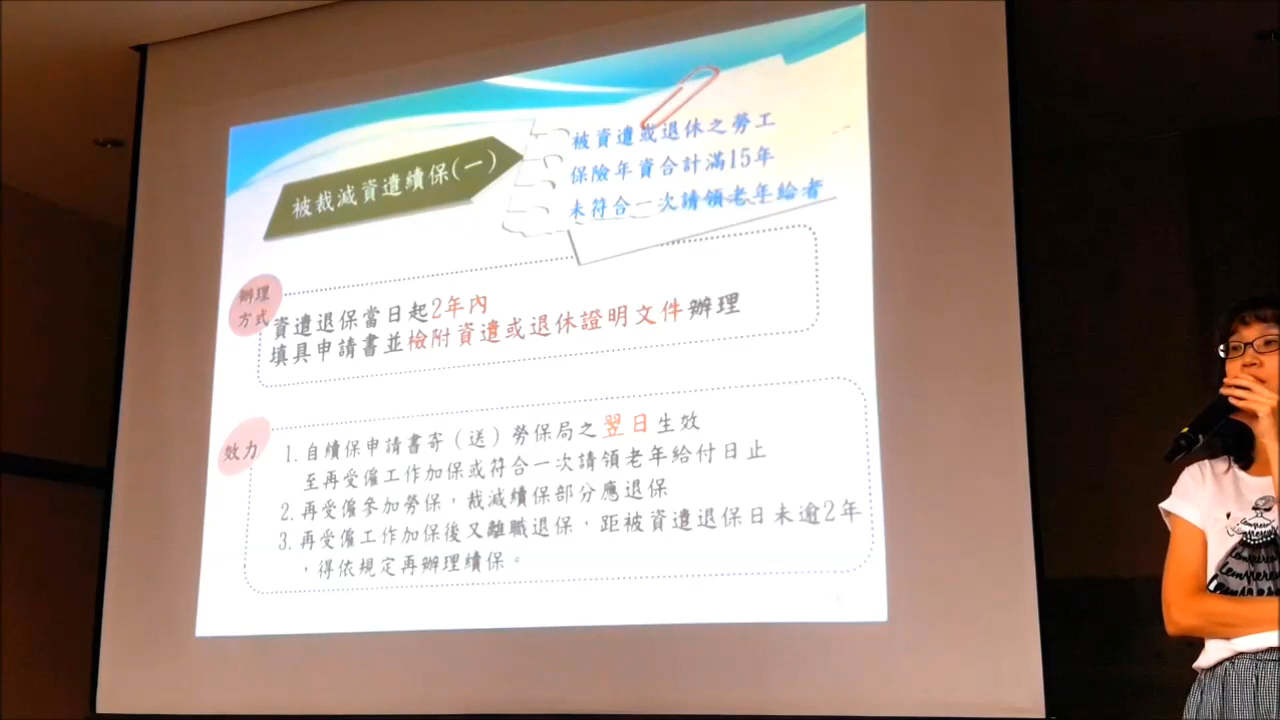 被裁減資遣續保(一)
被資遣或退休之勞工
保險年資合計滿15年
未符合一次請領老年給者
辦理
方式
資遣退保當日起2年內
填具申請書並檢附資遣或退休證明文件辦理
效力
1. 自續保申請書寄（送）勞保局之翌日生效
至再受僱工作加保或符合一次請領老年給付日止
2. 再受僱參加勞保，裁減續保部分應退保
3. 再受僱工作加保後又離職退保，距被資遣退保日未逾2年
，得依規定再辦理續保。